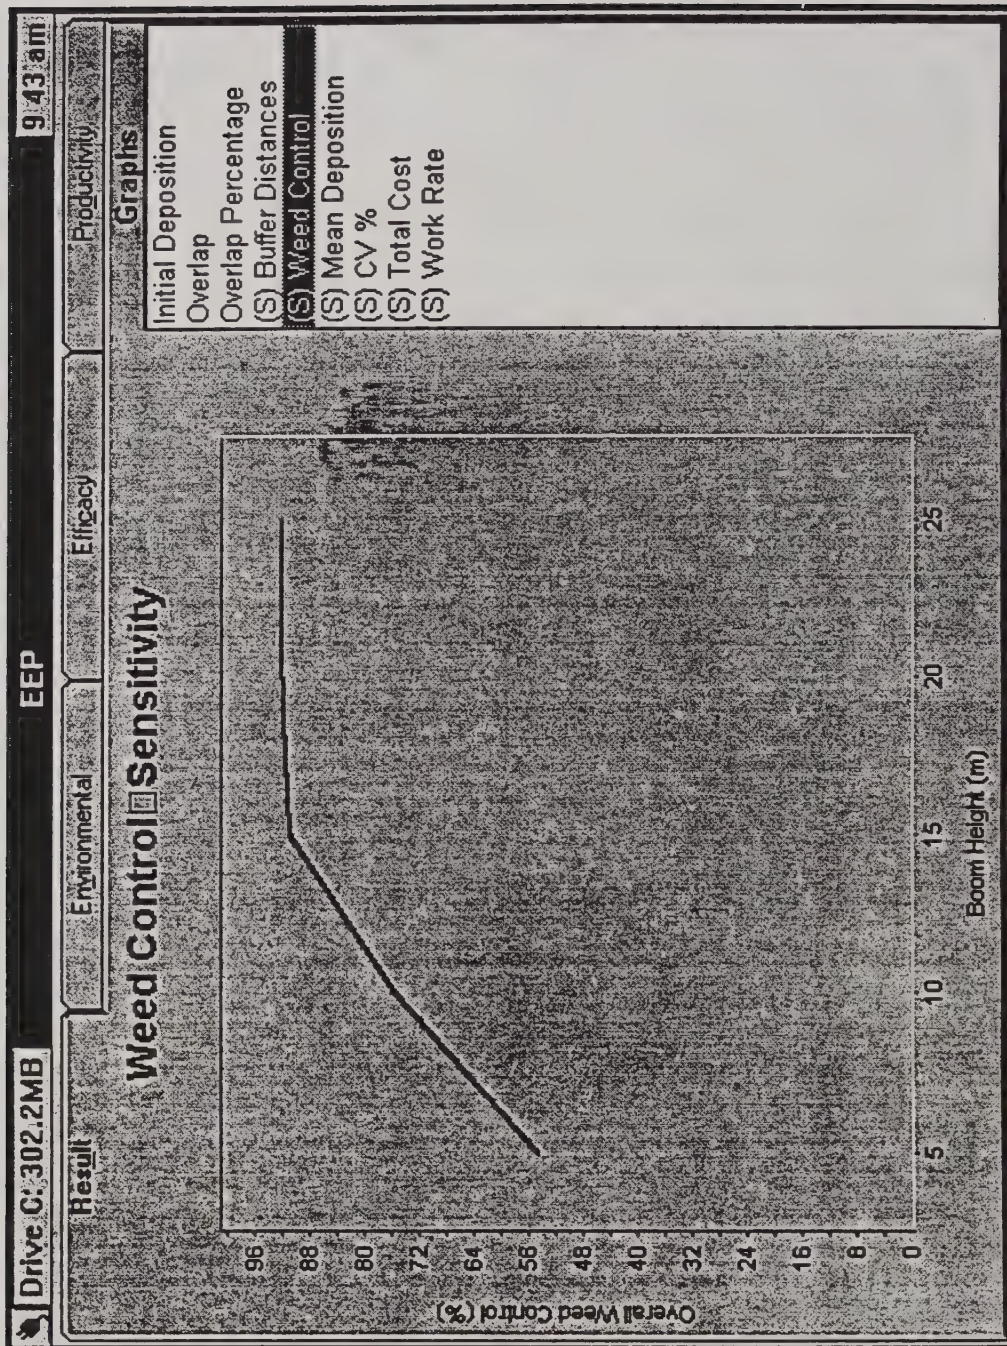 Drive C: 302.2MB
EEP
9:43 am
Result
Environmental
Efficacy
Productivity
Weed Control Sensitivity
Graphs
Initial Deposition
Overlap
Overlap Percentage
(S) Buffer Distances
(S) Weed Control
(S) Mean Deposition
(S) CV %
(S) Total Cost
(S) Work Rate
Overall Weed Control (%)
96
88
80
72
64
56
48
40
32
24
16
8
0
5
10
15
20
25
Boom Height (m)